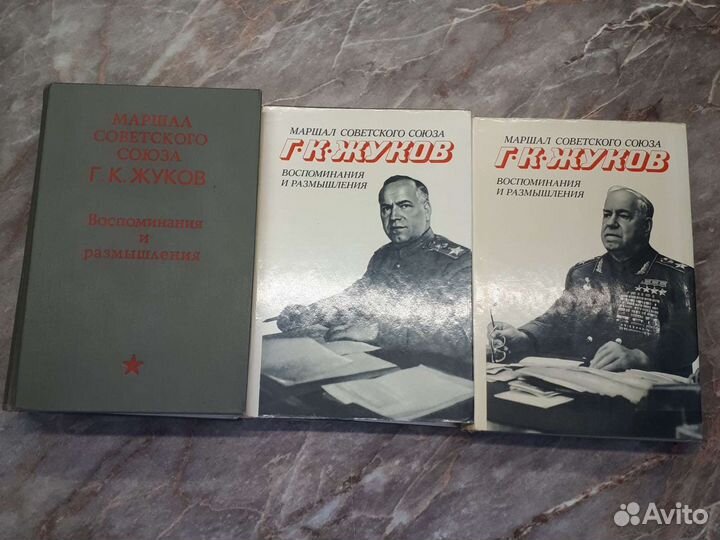 МАРШАЛ
СОВЕТСКОГО
СОЮЗА
Г. К. ЖУКОВ
Воспоминания
и
размышления
МАРШАЛ СОВЕТСКОГО СОЮЗА
Г·К·ЖУКОВ
ВОСПОМИНАНИЯ
И РАЗМЫШЛЕНИЯ
МАРШАЛ СОВЕТСКОГО СОЮЗА
Г·К·ЖУКОВ
ВОСПОМИНАНИЯ
И РАЗМЫШЛЕНИЯ
Avito